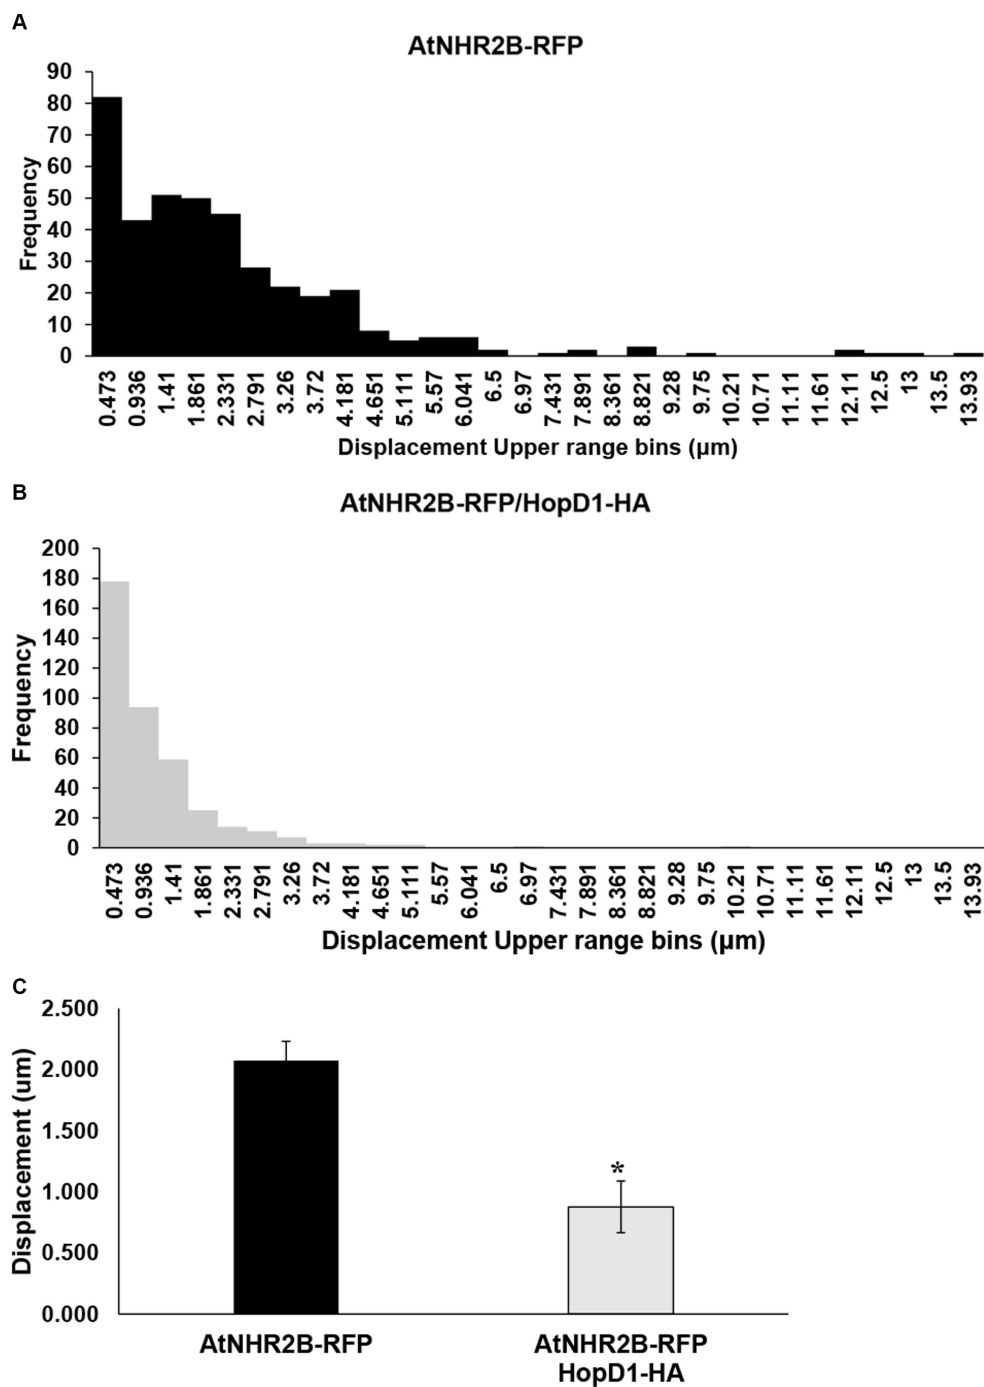 A
AtNHR2B-RFP
Frequency
90
80
70
60
50
40
30
20
10
0
0.473 0.936 1.41 1.861 2.331 2.791 3.26 3.72 4.181 4.651 5.111 5.57 6.041 6.5 6.97 7.431 7.891 8.361 8.821 9.28 9.75 10.21 10.71 11.11 11.61 12.11 12.5 13 13.5 13.93
Displacement Upper range bins (µm)
B
AtNHR2B-RFP/HopD1-HA
Frequency
200
180
160
140
120
100
80
60
40
20
0
0.473 0.936 1.41 1.861 2.331 2.791 3.26 3.72 4.181 4.651 5.111 5.57 6.041 6.5 6.97 7.431 7.891 8.361 8.821 9.28 9.75 10.21 10.71 11.11 11.61 12.11 12.5 13 13.5 13.93
Displacement Upper range bins (µm)
C
Displacement (um)
2.500
2.000
1.500
1.000
0.500
0.000
*
AtNHR2B-RFP
AtNHR2B-RFP
HopD1-HA